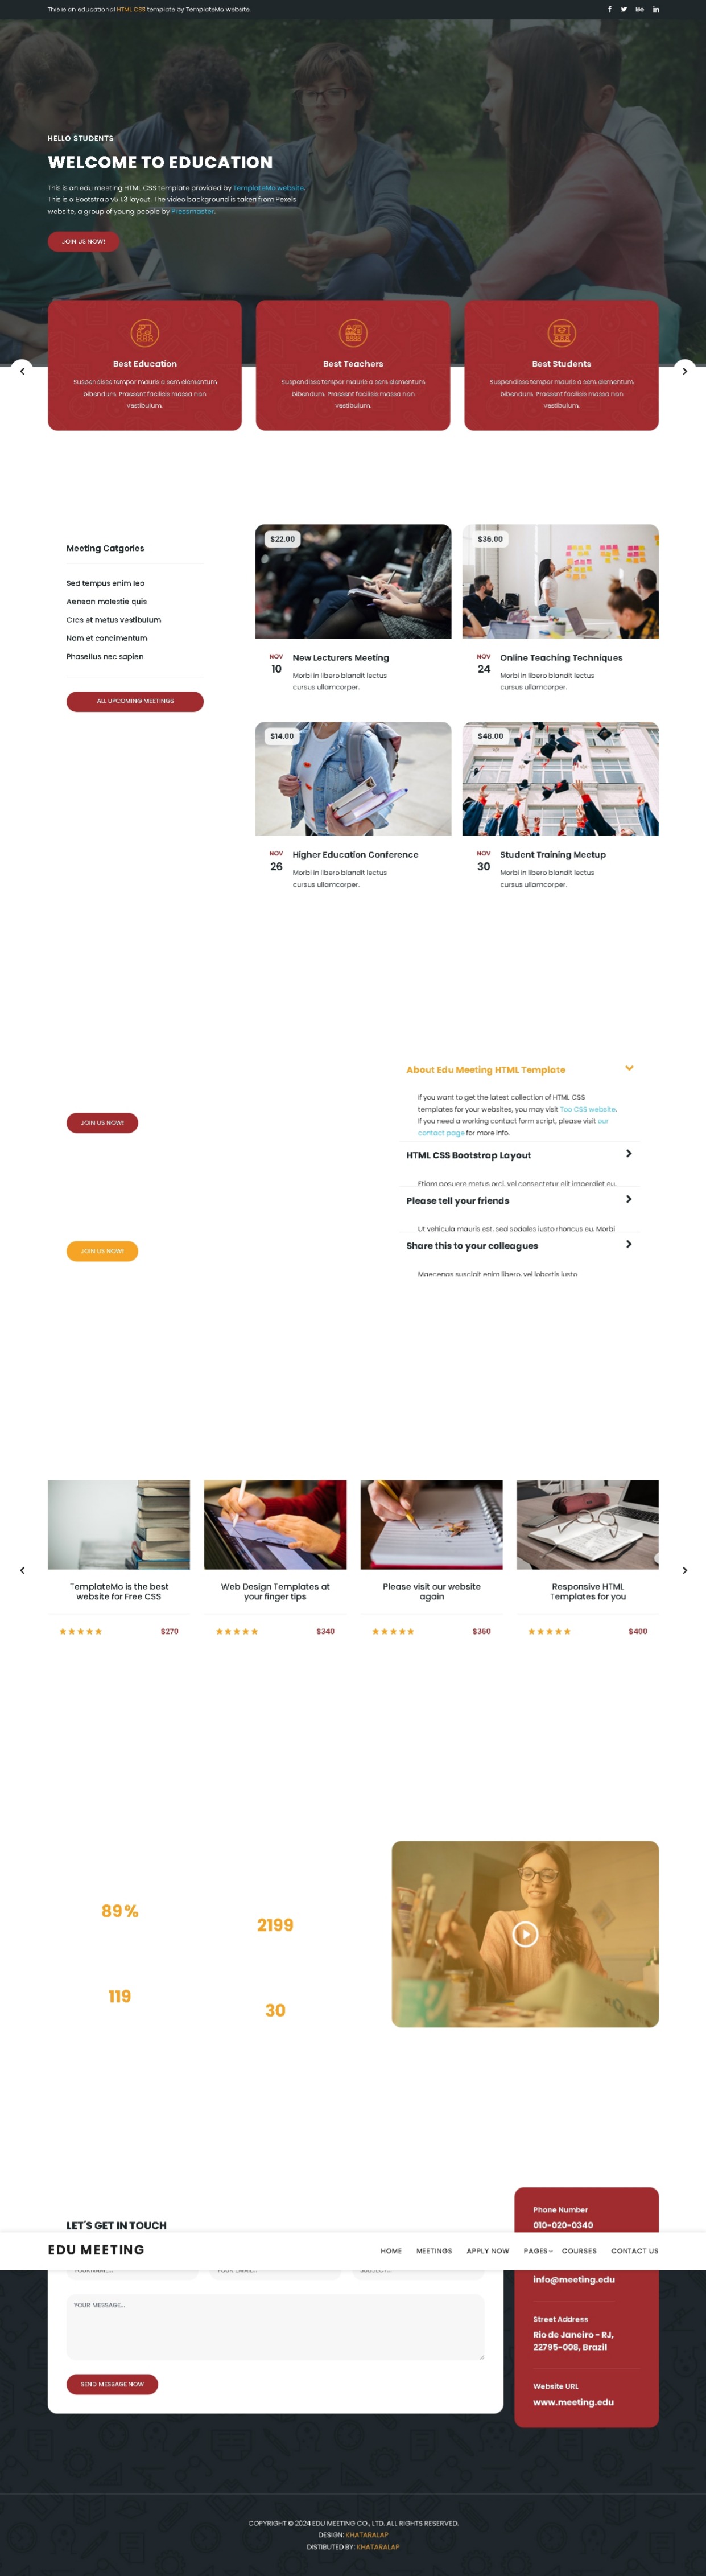 This is an educational HTML CSS template by TemplateMo website.
HELLO STUDENTS
WELCOME TO EDUCATION
This is an edu meeting HTML CSS template provided by TemplateMo website.
This is a Bootstrap v5.1.3 layout. The video background is taken from Pexels
website, a group of young people by Pressmaster.
JOIN US NOW!
Best Education
Suspendisse tempor mauris a sem elementum
bibendum. Praesent facilisis massa non
vestibulum.
Best Teachers
Suspendisse tempor mauris a sem elementum
bibendum. Praesent facilisis massa non
vestibulum.
Best Students
Suspendisse tempor mauris a sem elementum
bibendum. Praesent facilisis massa non
vestibulum.
Meeting Catgories
Sed tempus enim leo
Aenean molestie quis
Cras et metus vestibulum
Nam et condimentum
Phasellus nec sapien
ALL UPCOMING MEETINGS
$22.00
NOV
10
New Lecturers Meeting
Morbi in libero blandit lectus
cursus ullamcorper.
$36.00
NOV
24
Online Teaching Techniques
Morbi in libero blandit lectus
cursus ullamcorper.
$14.00
NOV
26
Higher Education Conference
Morbi in libero blandit lectus
cursus ullamcorper.
$48.00
NOV
30
Student Training Meetup
Morbi in libero blandit lectus
cursus ullamcorper.
JOIN US NOW!
JOIN US NOW!
About Edu Meeting HTML Template
If you want to get the latest collection of HTML CSS
templates for your websites, you may visit Too CSS website.
If you need a working contact form script, please visit our
contact page for more info.
HTML CSS Bootstrap Layout
Etiam posuere metus orci, vel consectetur elit imperdiet eu.
Please tell your friends
Ut vehicula mauris est, sed sodales justo rhoncus eu. Morbi
Share this to your colleagues
Maecenas suscipit enim libero, vel lobortis justo
TemplateMo is the best
website for Free CSS
$270
Web Design Templates at
your finger tips
$340
Please visit our website
again
$360
Responsive HTML
Templates for you
$400
89%
2199
119
30
LET'S GET IN TOUCH
Phone Number
010-020-0340
EDU MEETING
HOME
MEETINGS
APPLY NOW
PAGES
COURSES
CONTACT US
YOUR MESSAGE...
SEND MESSAGE NOW
info@meeting.edu
Street Address
Rio de Janeiro - RJ,
22795-008, Brazil
Website URL
www.meeting.edu
COPYRIGHT © 2024 EDU MEETING CO., LTD. ALL RIGHTS RESERVED.
DESIGN: KHATARALAP
DISTIBUTED BY: KHATARALAP